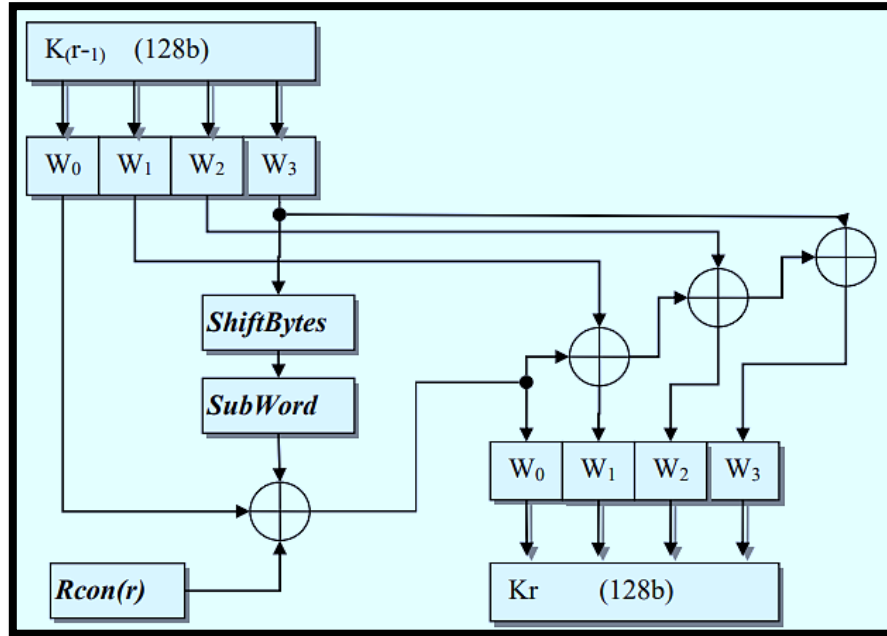 K(r-1) (128b)
W0 W1 W2 W3
ShiftBytes
SubWord
W0 W1 W2 W3
Rcon(r)
Kr (128b)